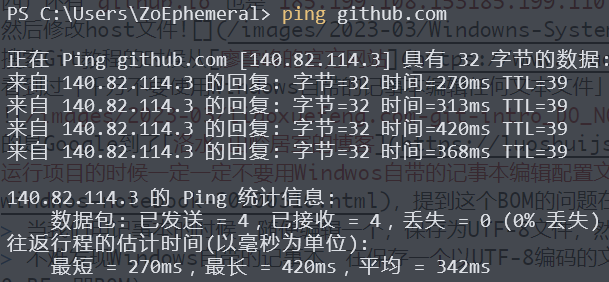 PS C:\Users\ZoEphemeral> ping github.com
正在 Ping github.com [140.82.114.3] 具有 32 字节的数据:
来自 140.82.114.3 的回复: 字节=32 时间=270ms TTL=39
来自 140.82.114.3 的回复: 字节=32 时间=313ms TTL=39
来自 140.82.114.3 的回复: 字节=32 时间=420ms TTL=39
来自 140.82.114.3 的回复: 字节=32 时间=368ms TTL=39
140.82.114.3 的 Ping 统计信息:
数据包: 已发送 = 4，已接收 = 4，丢失 = 0 (0% 丢失)
往返行程的估计时间(以毫秒为单位):
最短 = 270ms，最长 = 420ms，平均 = 342ms